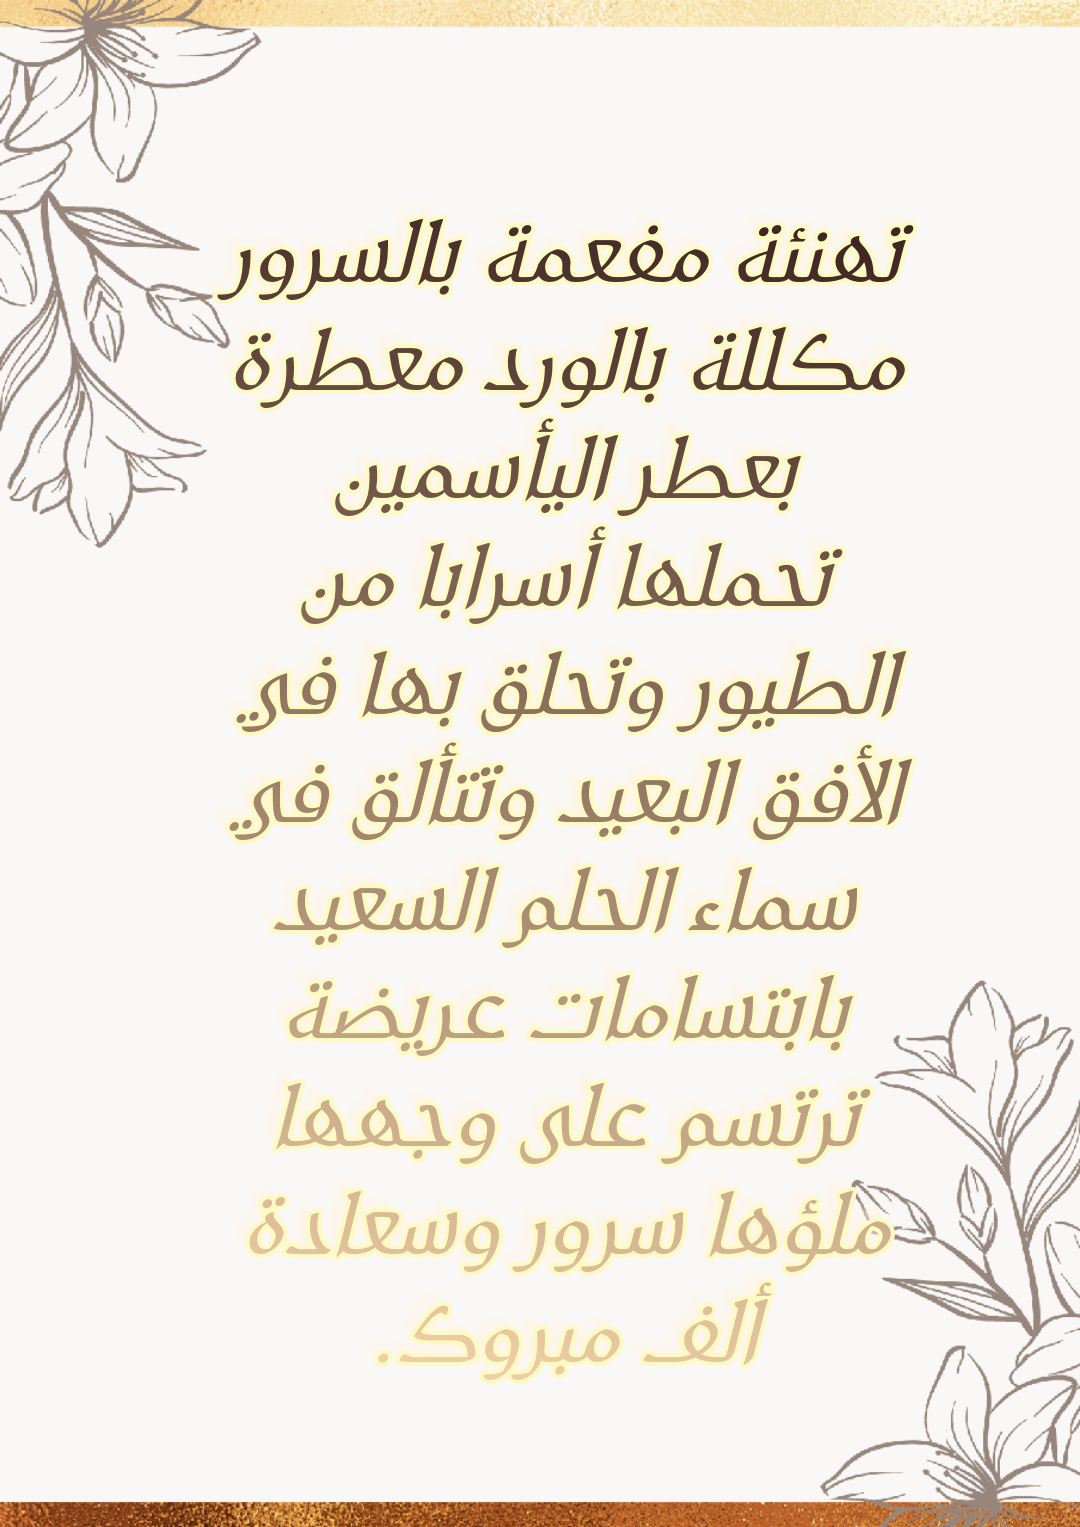 تهنئة مفعمة بالسرور
مكللة بالورد معطرة
بعطر اليأسمين
تحملها أسرابا من
الطيور وتحلق بها في
الأفق البعيد وتتألق في
سماء الحلم السعيد
بابتسامات عريضة
ترتسم على وجهها
ملؤها سرور وسعادة
ألف مبروك.